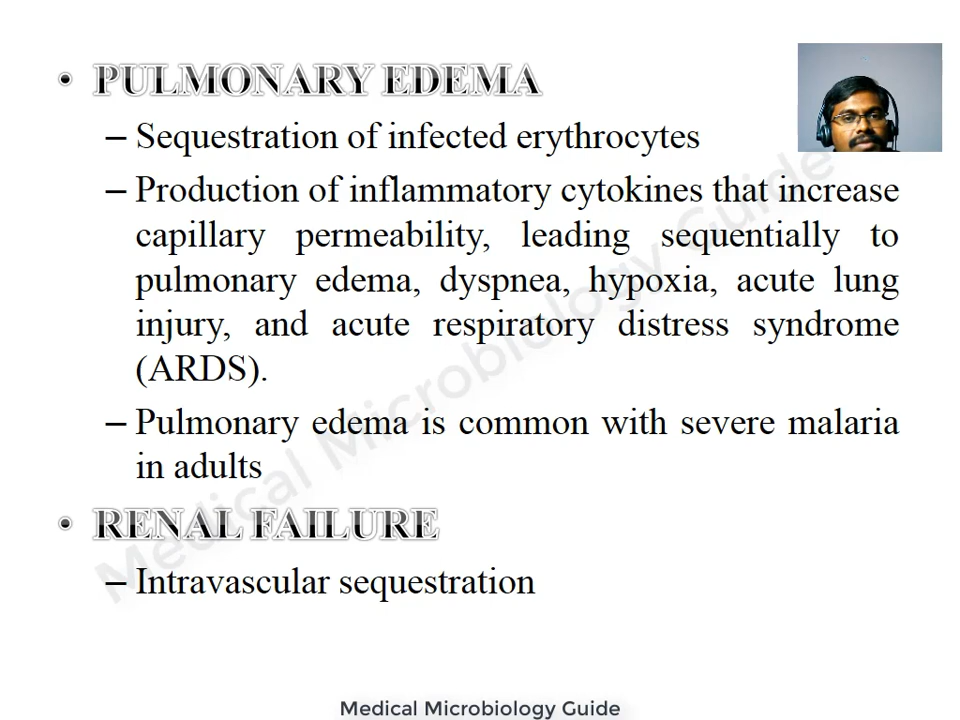 • PULMONARY EDEMA
– Sequestration of infected erythrocytes
– Production of inflammatory cytokines that increase
capillary permeability, leading sequentially to
pulmonary edema, dyspnea, hypoxia, acute lung
injury, and acute respiratory distress syndrome
(ARDS).
– Pulmonary edema is common with severe malaria
in adults
• RENAL FAILURE
– Intravascular sequestration
Medical Microbiology Guide
Medical Microbiology Guide